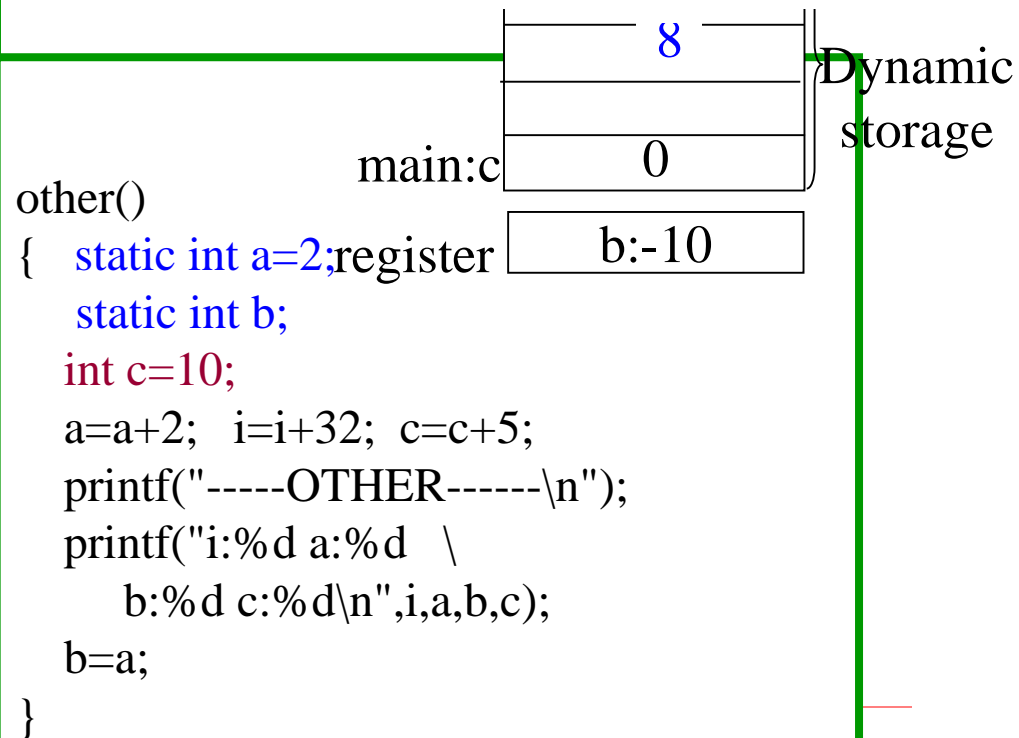 8
Dynamic
storage
main:c 0
other()
{ static int a=2;
register b:-10
static int b;
int c=10;
a=a+2; i=i+32; c=c+5;
printf("-----OTHER------\n");
printf("i:%d a:%d \
b:%d c:%d\n",i,a,b,c);
b=a;
}